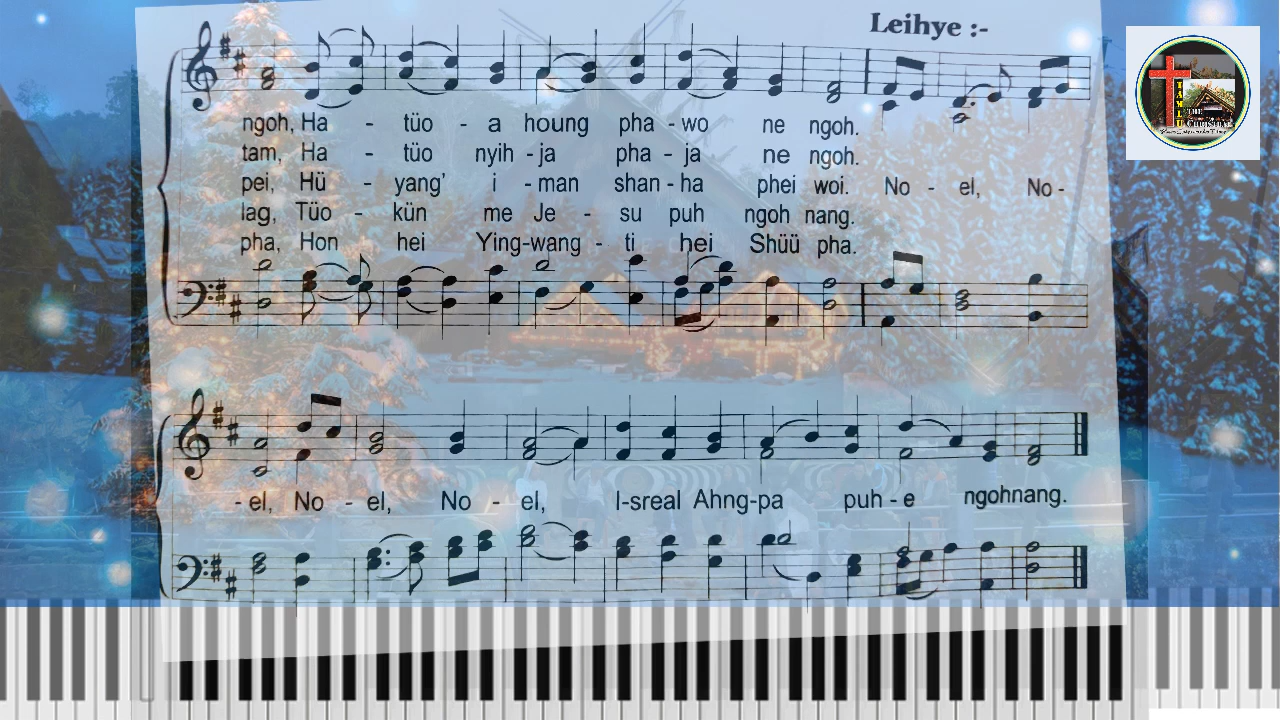 Leihye :-
ngoh, Ha - tüo - a houng pha - wo ne ngoh.
tam, Ha - tüo nyih - ja pha - ja ne ngoh.
pei, Hü - yang' i - man shan - ha phei woi. No - el, No -
lag, Tüo - kün me Je - su puh ngoh nang.
pha, Hon hei Ying-wang - ti hei Shüü pha.
- el, No - el, No - el, I-sreal Ahng-pa puh - e ngohnang.